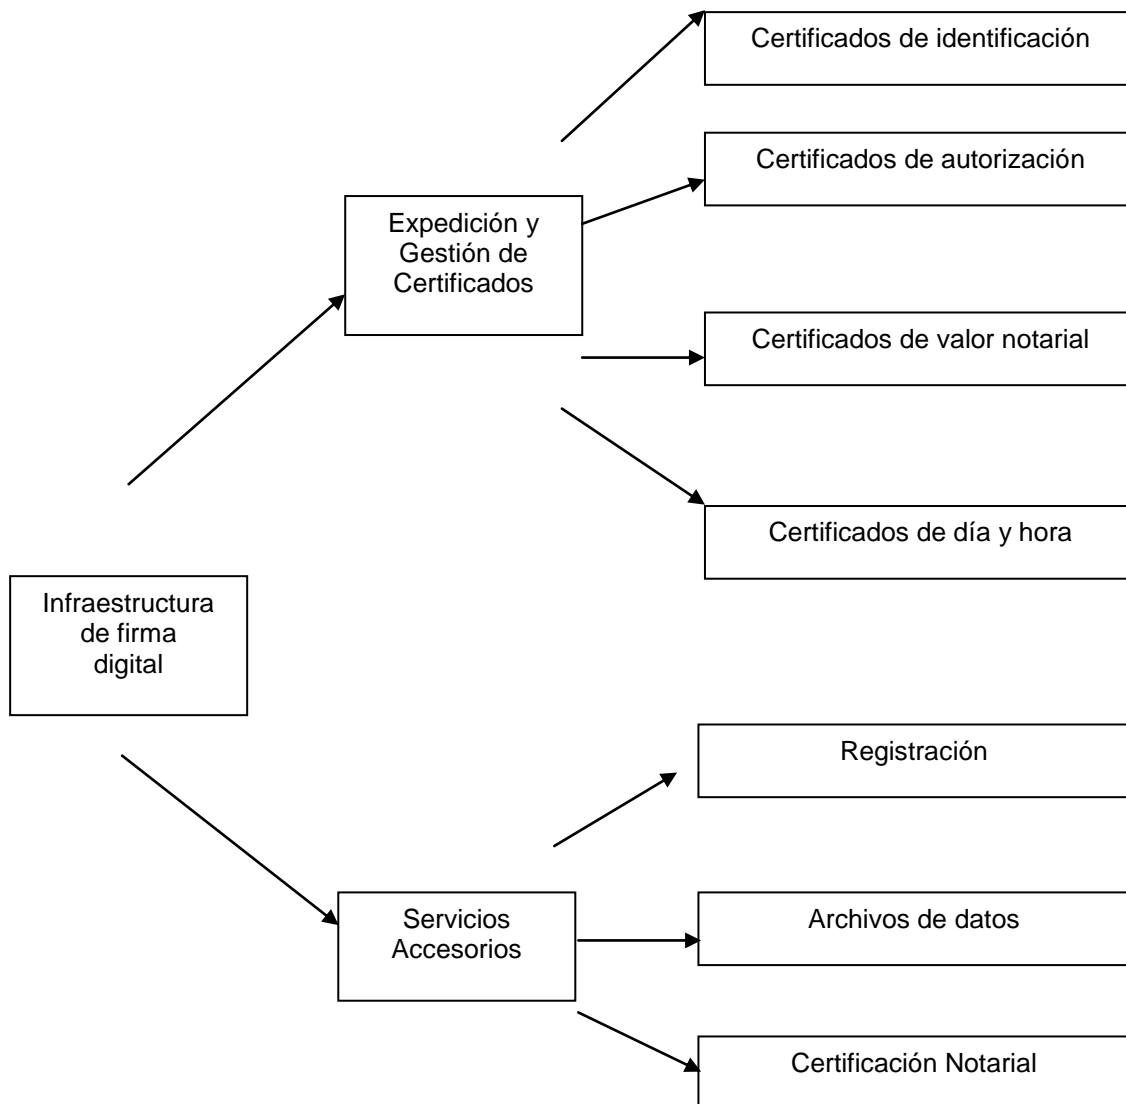 Certificados de identificación
Certificados de autorización
Expedición y
Gestión de
Certificados
Certificados de valor notarial
Certificados de día y hora
Infraestructura
de firma
digital
Registración
Servicios
Accesorios
Archivos de datos
Certificación Notarial